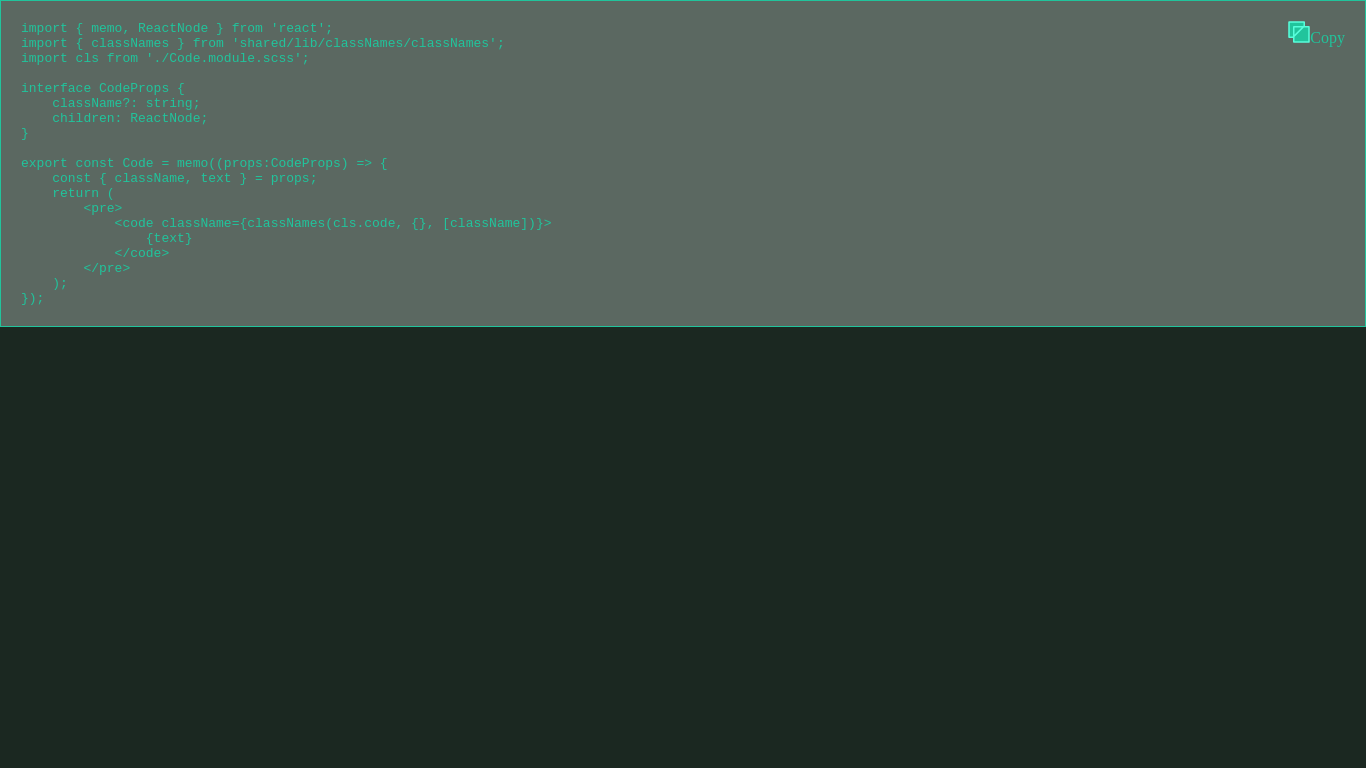 import { memo, ReactNode } from 'react';
import { classNames } from 'shared/lib/classNames/classNames';
import cls from './Code.module.scss';

interface CodeProps {
    className?: string;
    children: ReactNode;
}

export const Code = memo((props:CodeProps) => {
    const { className, text } = props;
    return (
        <pre>
            <code className={classNames(cls.code, {}, [className])}>
                {text}
            </code>
        </pre>
    );
});
Copy